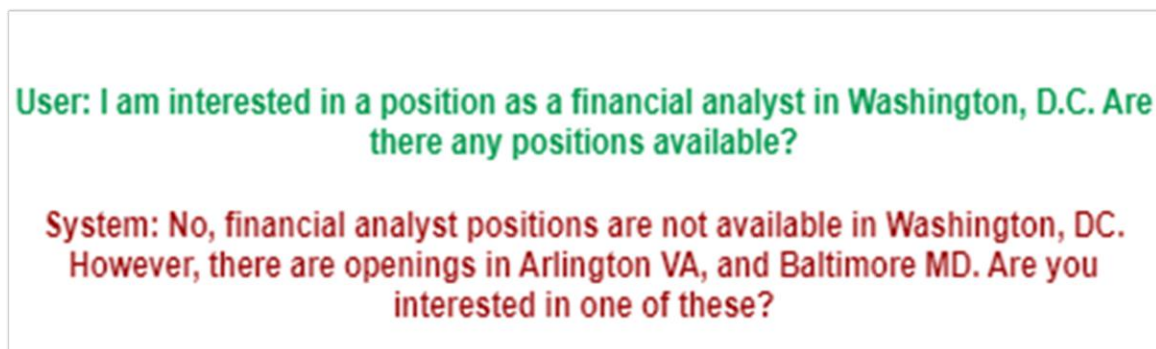 User: I am interested in a position as a financial analyst in Washington, D.C. Are
there any positions available?
System: No, financial analyst positions are not available in Washington, DC.
However, there are openings in Arlington VA, and Baltimore MD. Are you
interested in one of these?